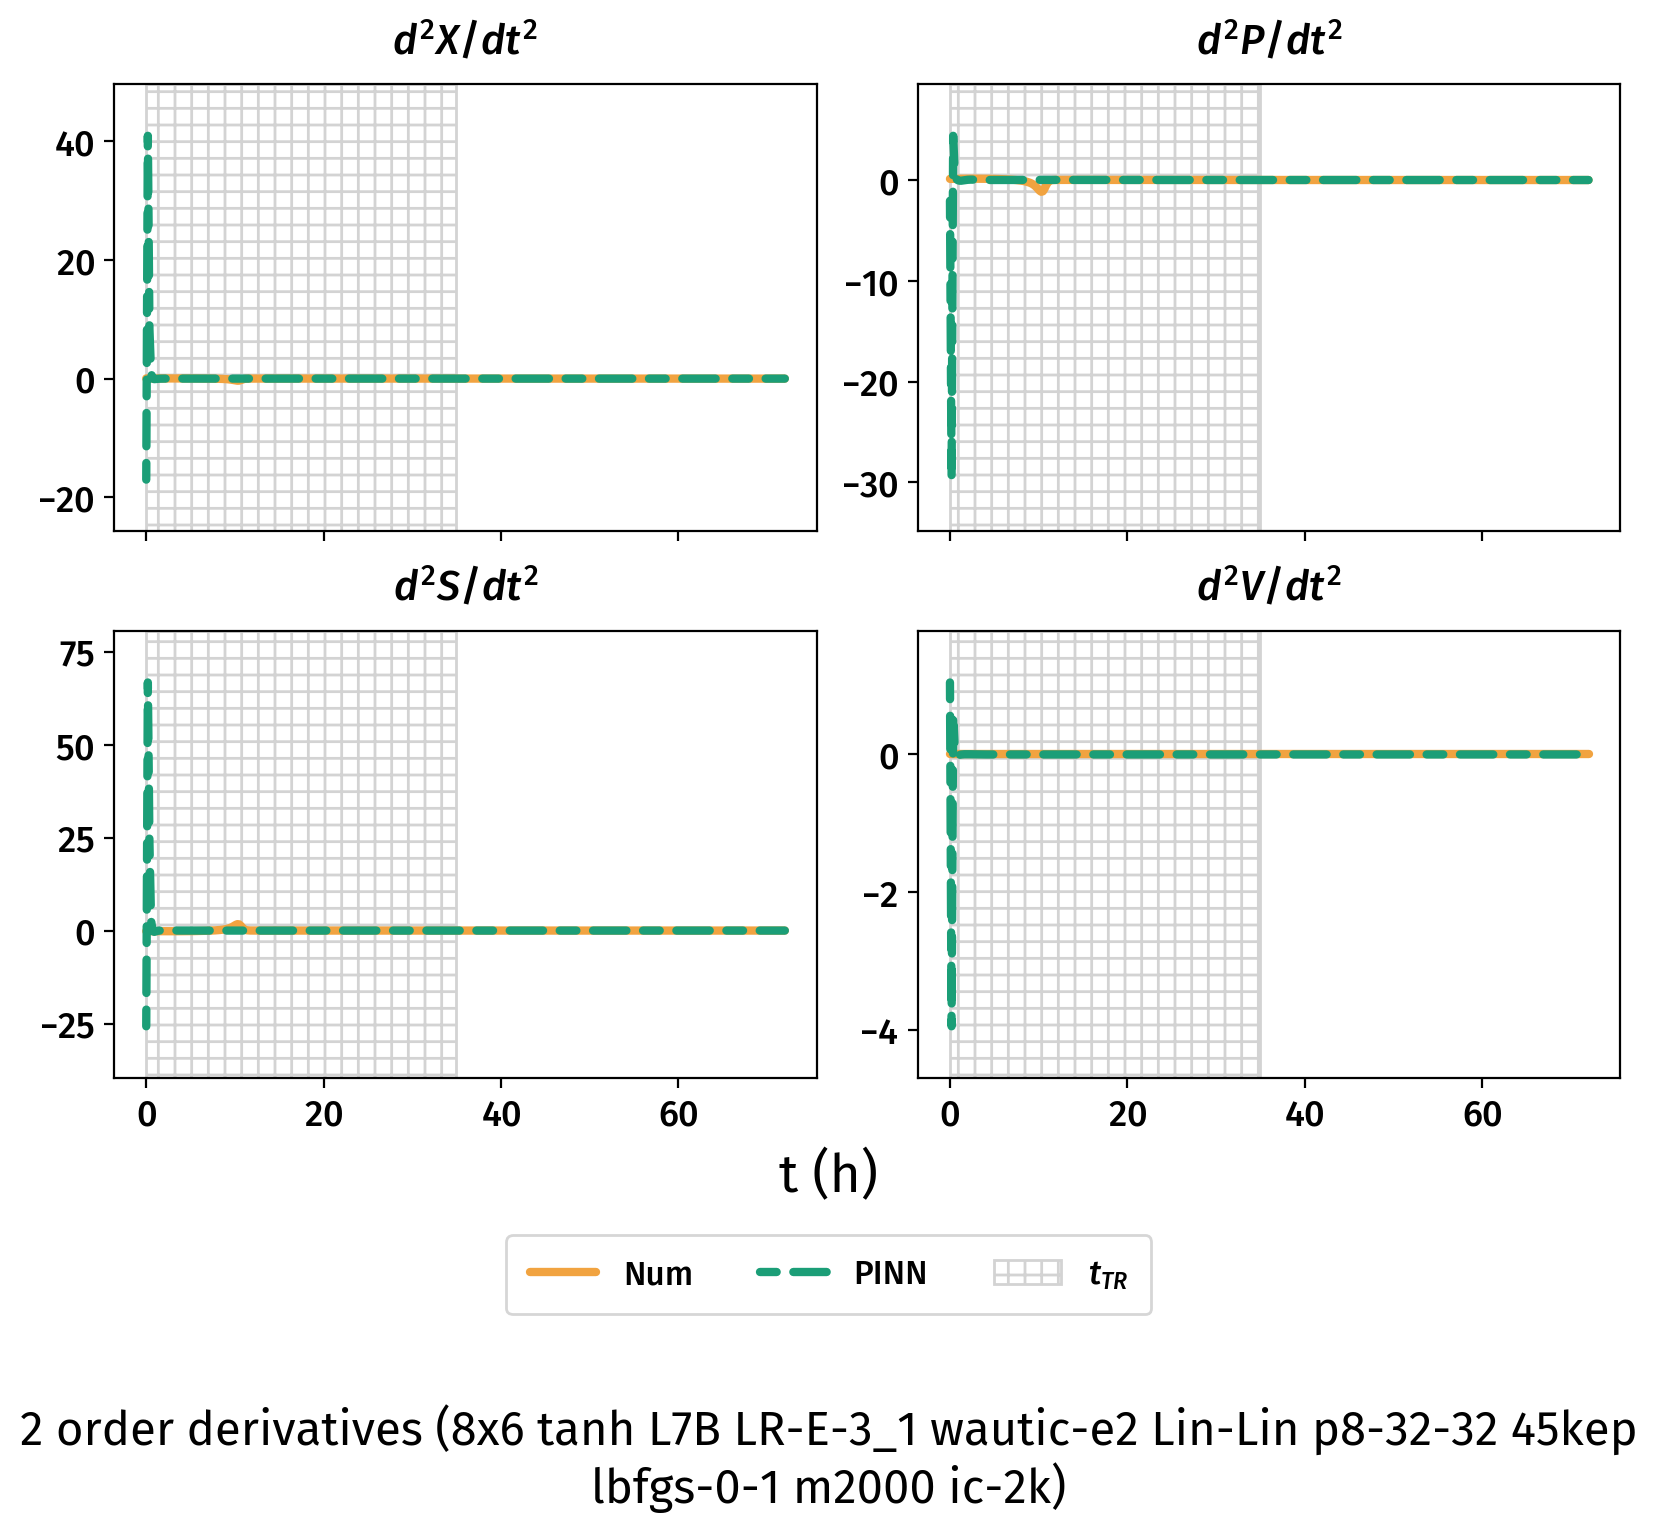 d²X/dt²
d²P/dt²
40
20
0
−20
0
−10
−20
−30
d²S/dt²
d²V/dt²
75
50
25
0
−25
0
−2
−4
0 20 40 60
0 20 40 60
t (h)
Num PINN t_TR
2 order derivatives (8x6 tanh L7B LR-E-3_1 wautic-e2 Lin-Lin p8-32-32 45kep
lbfgs-0-1 m2000 ic-2k)